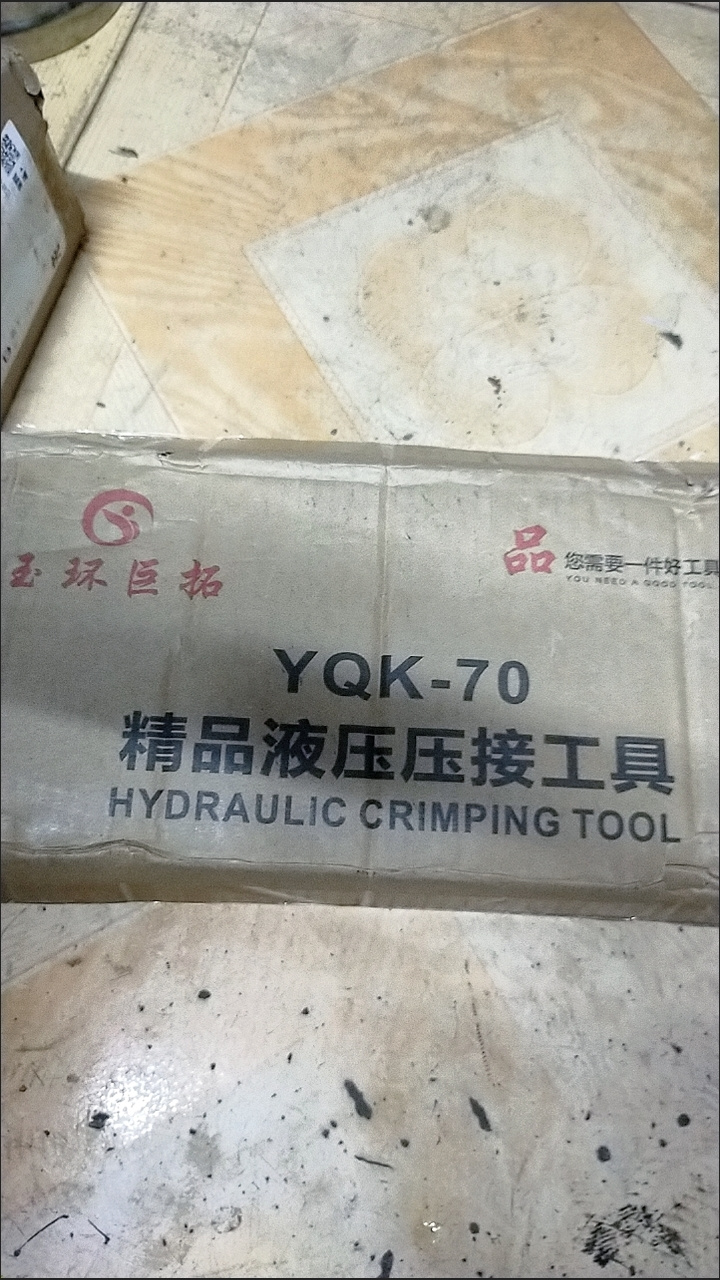 玉环巨拓
品 您需要一件好工具
YOU NEED A GOOD TOOL
YQK-70
精品液压压接工具
HYDRAULIC CRIMPING TOOL